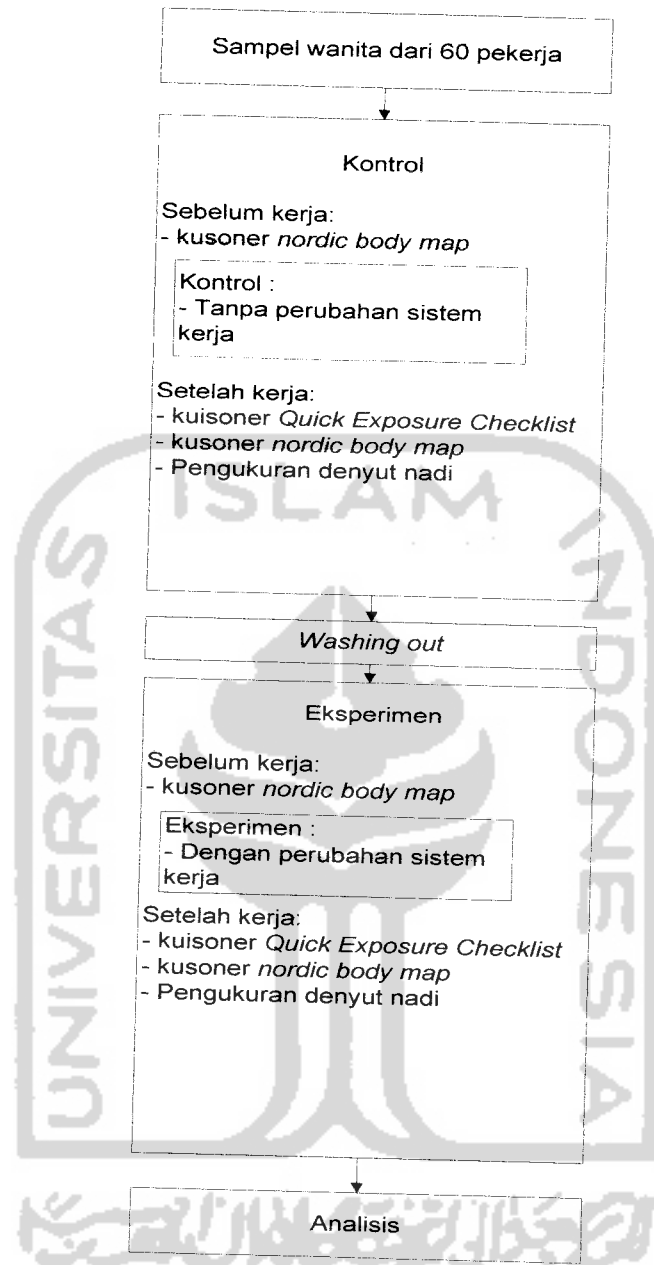 Sampel wanita dari 60 pekerja
Kontrol
Sebelum kerja:
- kusoner nordic body map
Kontrol :
- Tanpa perubahan sistem
kerja
Setelah kerja:
- kuisoner Quick Exposure Checklist
- kusoner nordic body map
- Pengukuran denyut nadi
Washing out
Eksperimen
Sebelum kerja:
- kusoner nordic body map
Eksperimen :
- Dengan perubahan sistem
kerja
Setelah kerja:
- kuisoner Quick Exposure Checklist
- kusoner nordic body map
- Pengukuran denyut nadi
Analisis
UNIVERSITAS
ISLAM
INDONESIA